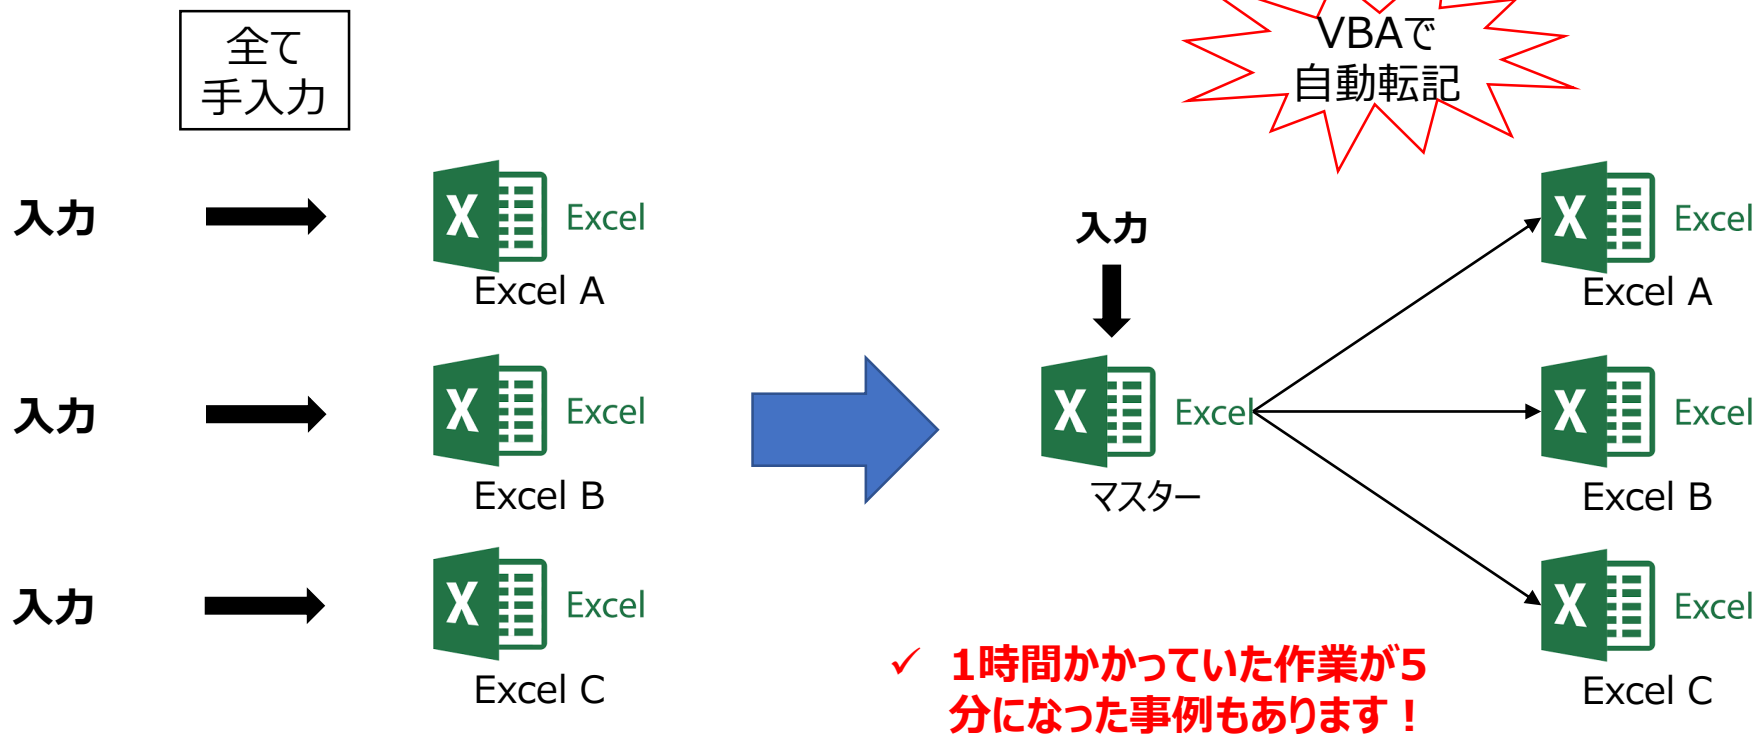 全て
手入力
入力
Excel
Excel A
入力
Excel
Excel B
入力
Excel
Excel C
VBAで
自動転記
入力
Excel
マスター
Excel
Excel A
Excel
Excel B
Excel
Excel C
✓ 1時間かかっていた作業が5
分になった事例もあります！